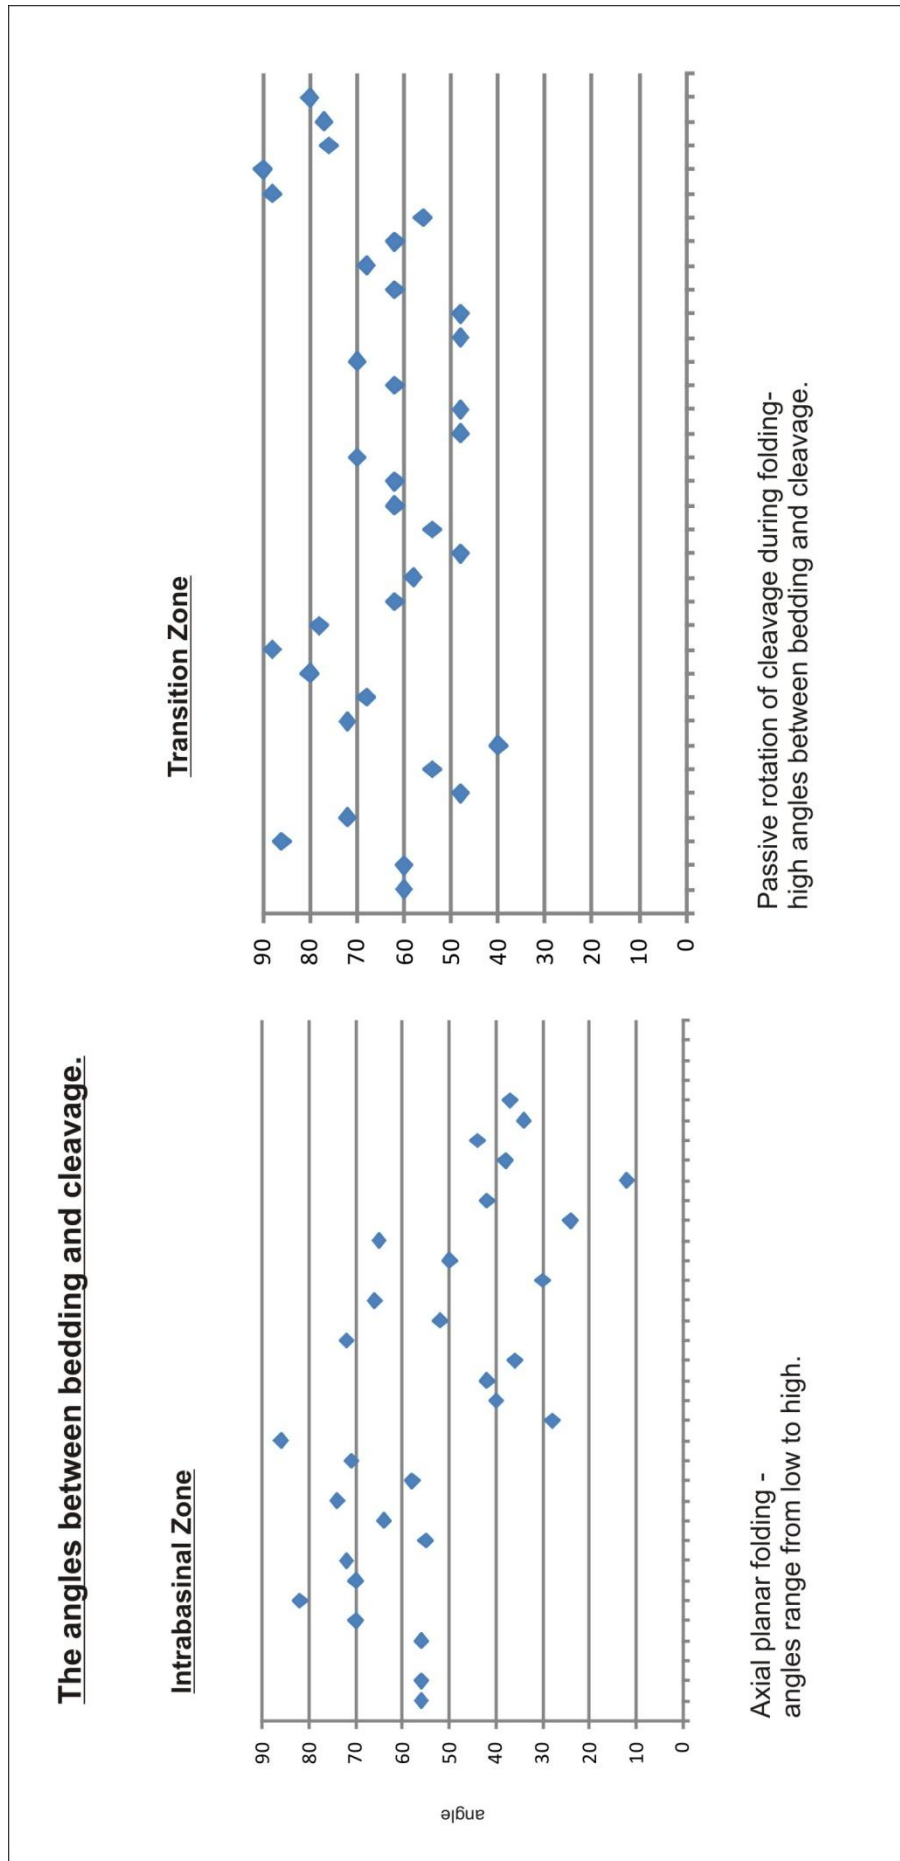 The angles between bedding and cleavage.
Intrabasinal Zone
Transition Zone
angle
90
80
70
60
50
40
30
20
10
0
90
80
70
60
50
40
30
20
10
0
Axial planar folding -
angles range from low to high.
Passive rotation of cleavage during folding-
high angles between bedding and cleavage.